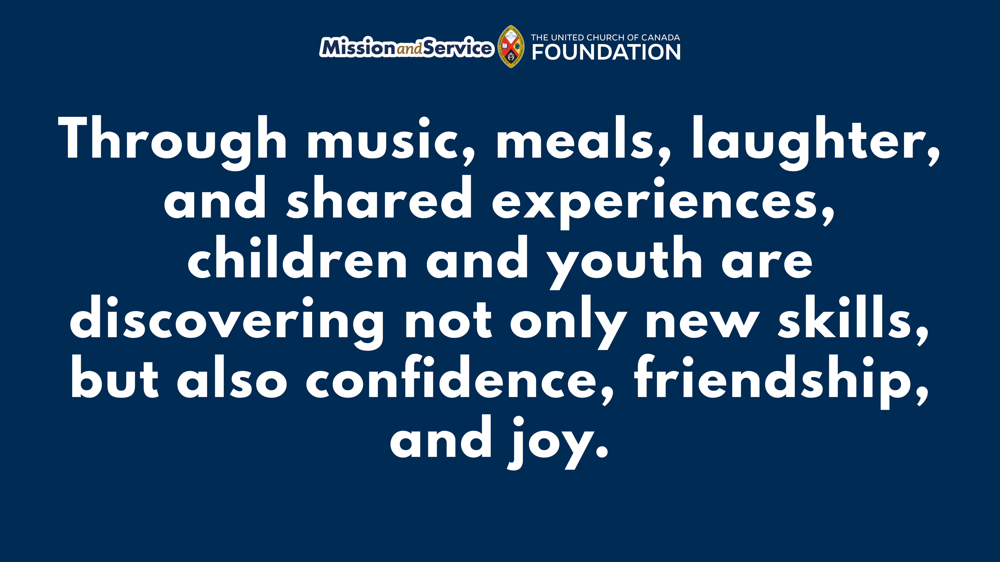 MissionandService
THE UNITED CHURCH OF CANADA
FOUNDATION
Through music, meals, laughter,
and shared experiences,
children and youth are
discovering not only new skills,
but also confidence, friendship,
and joy.